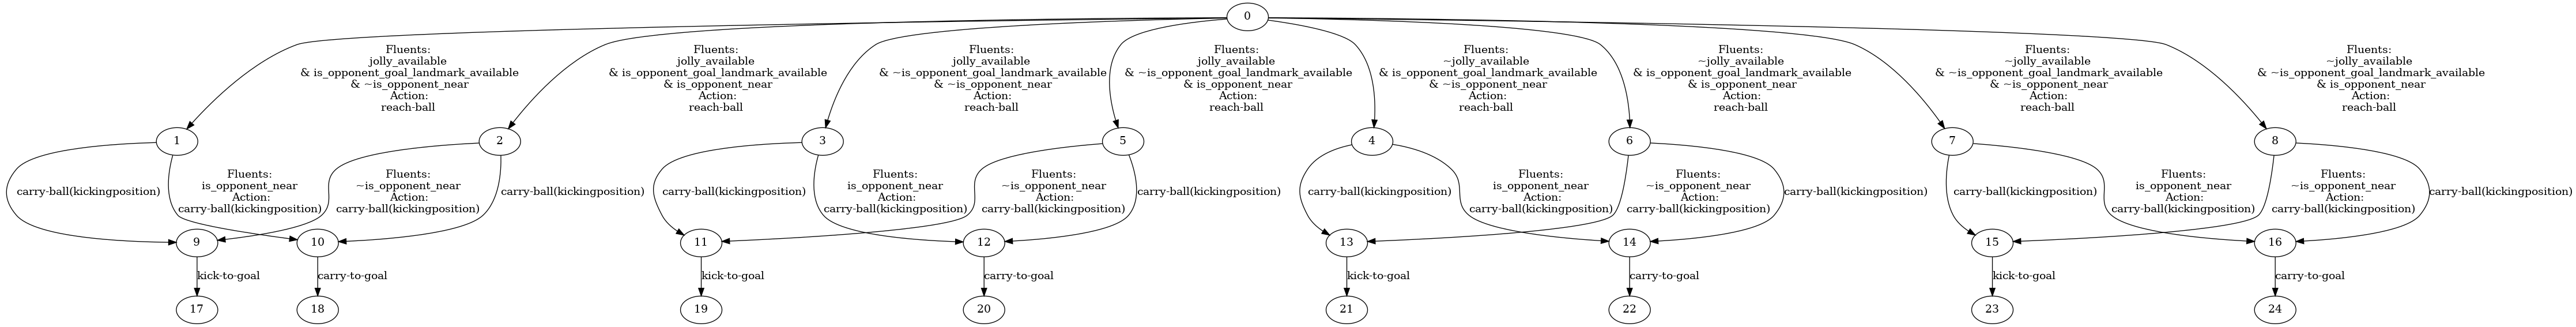 0
Fluents:
jolly_available
& is_opponent_goal_landmark_available
& ~is_opponent_near
Action:
reach-ball
Fluents:
jolly_available
& is_opponent_goal_landmark_available
& is_opponent_near
Action:
reach-ball
Fluents:
jolly_available
& ~is_opponent_goal_landmark_available
& ~is_opponent_near
Action:
reach-ball
Fluents:
jolly_available
& ~is_opponent_goal_landmark_available
& is_opponent_near
Action:
reach-ball
Fluents:
~jolly_available
& is_opponent_goal_landmark_available
& ~is_opponent_near
Action:
reach-ball
Fluents:
~jolly_available
& is_opponent_goal_landmark_available
& is_opponent_near
Action:
reach-ball
Fluents:
~jolly_available
& ~is_opponent_goal_landmark_available
& ~is_opponent_near
Action:
reach-ball
Fluents:
~jolly_available
& ~is_opponent_goal_landmark_available
& is_opponent_near
Action:
reach-ball
1
2
3
5
4
6
7
8
carry-ball(kickingposition)
Fluents:
is_opponent_near
Action:
carry-ball(kickingposition)
Fluents:
~is_opponent_near
Action:
carry-ball(kickingposition)
carry-ball(kickingposition)
carry-ball(kickingposition)
Fluents:
is_opponent_near
Action:
carry-ball(kickingposition)
Fluents:
~is_opponent_near
Action:
carry-ball(kickingposition)
carry-ball(kickingposition)
carry-ball(kickingposition)
Fluents:
is_opponent_near
Action:
carry-ball(kickingposition)
Fluents:
~is_opponent_near
Action:
carry-ball(kickingposition)
carry-ball(kickingposition)
carry-ball(kickingposition)
Fluents:
is_opponent_near
Action:
carry-ball(kickingposition)
Fluents:
~is_opponent_near
Action:
carry-ball(kickingposition)
carry-ball(kickingposition)
9
10
11
12
13
14
15
16
kick-to-goal
carry-to-goal
kick-to-goal
carry-to-goal
kick-to-goal
carry-to-goal
kick-to-goal
carry-to-goal
17
18
19
20
21
22
23
24